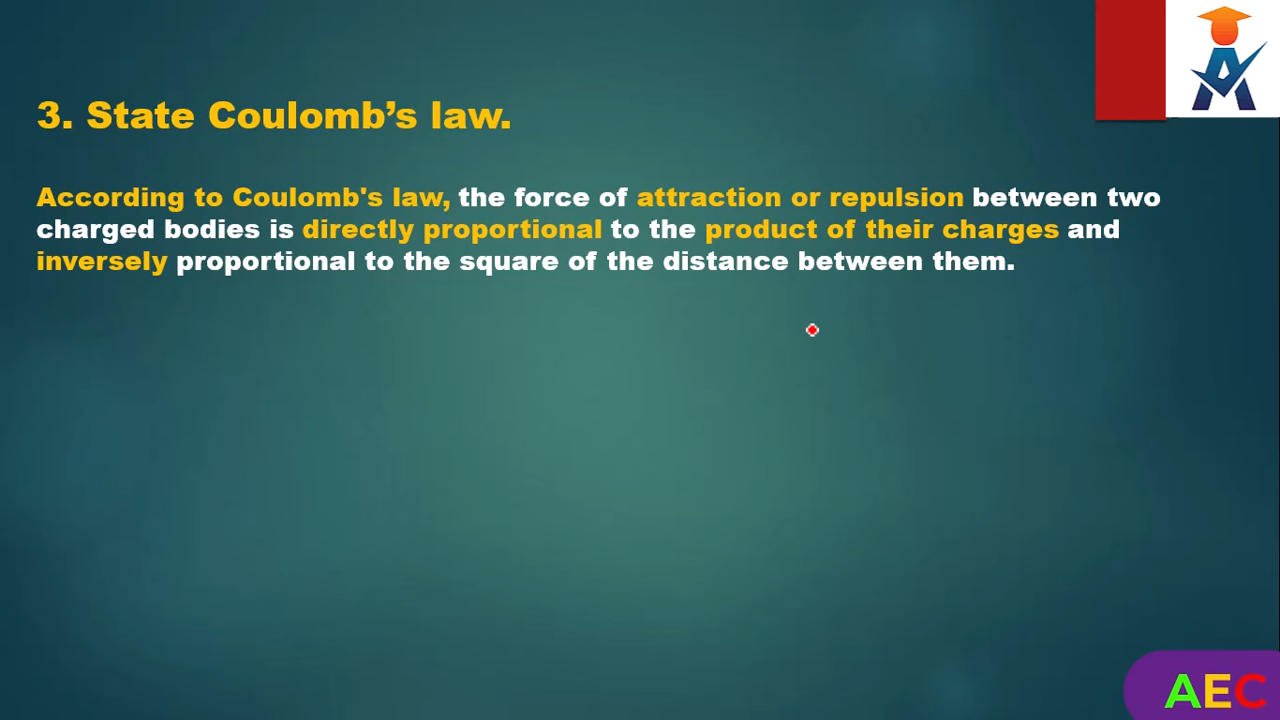 3. State Coulomb’s law.
According to Coulomb's law, the force of attraction or repulsion between two
charged bodies is directly proportional to the product of their charges and
inversely proportional to the square of the distance between them.
AEC